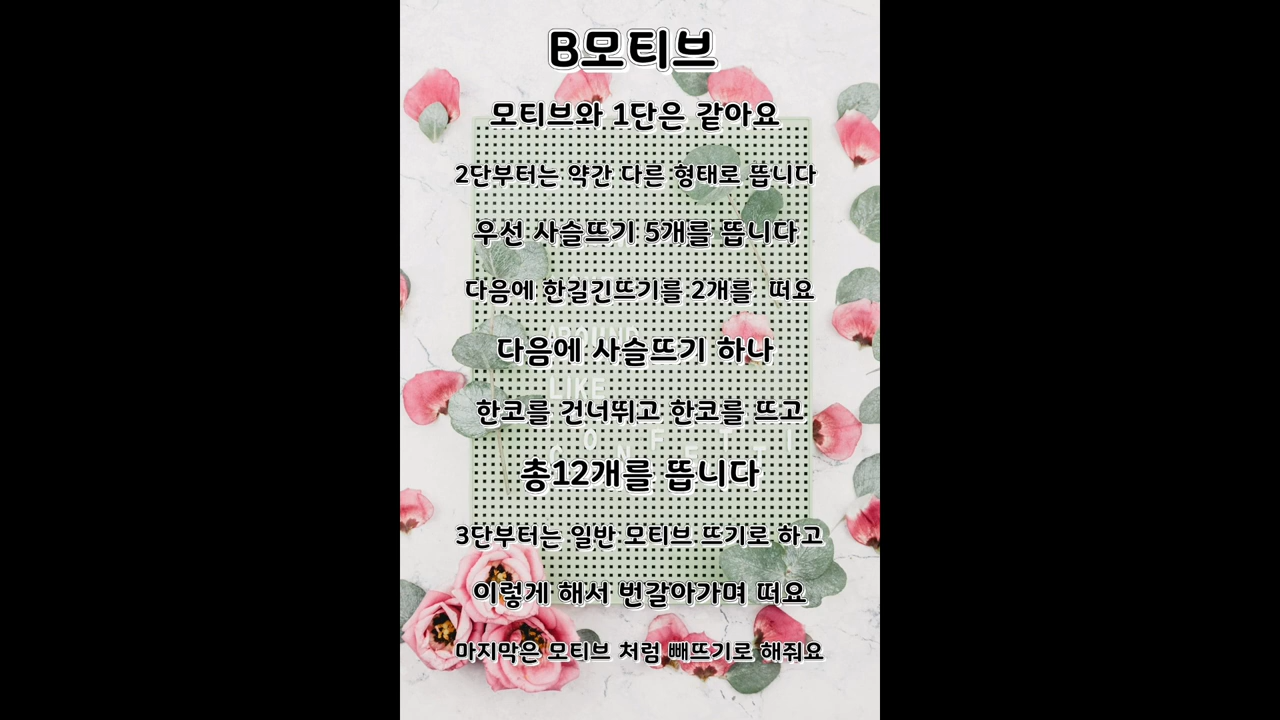 B모티브
모티브와 1단은 같아요
2단부터는 약간 다른 형태로 뜹니다
우선 사슬뜨기 5개를 뜹니다
다음에 한길긴뜨기를 2개를 떠요
AROUND
다음에 사슬뜨기 하나
LIKE
한코를 건너뛰고 한코를 뜨고
CONFETTI
총12개를 뜹니다
3단부터는 일반 모티브 뜨기로 하고
이렇게 해서 번갈아가며 떠요
마지막은 모티브 처럼 빼뜨기로 해줘요